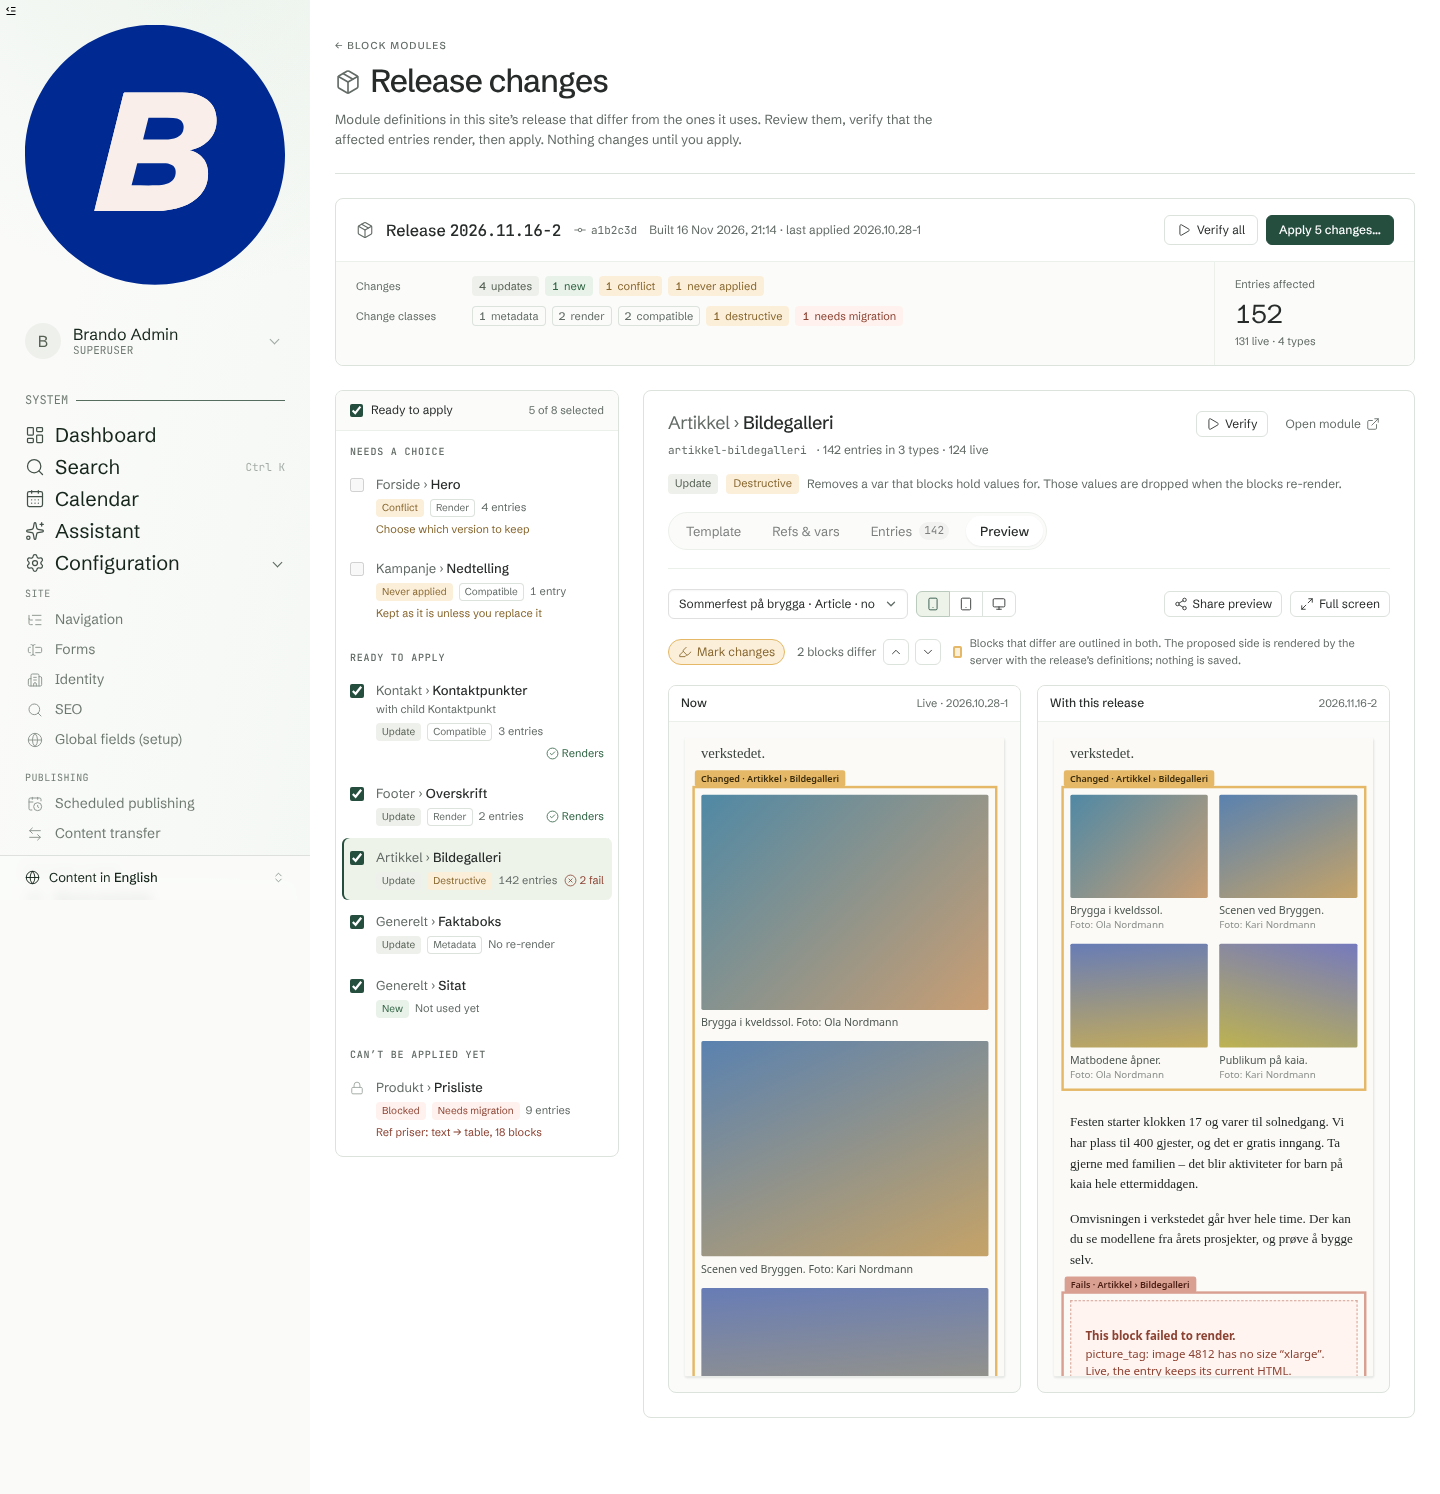 B
B
Brando Admin
SUPERUSER
SYSTEM
Dashboard
Search
Ctrl K
Calendar
Assistant
Configuration
SITE
Navigation
Forms
Identity
SEO
Global fields (setup)
PUBLISHING
Scheduled publishing
Content transfer
Content in English
← BLOCK MODULES
Release changes
Module definitions in this site's release that differ from the ones it uses. Review them, verify that the
affected entries render, then apply. Nothing changes until you apply.
Release 2026.11.16-2
a1b2c3d
Built 16 Nov 2026, 21:14 · last applied 2026.10.28-1
Verify all
Apply 5 changes...
Changes
4 updates
1 new
1 conflict
1 never applied
Change classes
1 metadata
2 render
2 compatible
1 destructive
1 needs migration
Entries affected
152
131 live · 4 types
Ready to apply
5 of 8 selected
NEEDS A CHOICE
Forside › Hero
Conflict
Render
4 entries
Choose which version to keep
Kampanje › Nedtelling
Never applied
Compatible
1 entry
Kept as it is unless you replace it
READY TO APPLY
Kontakt › Kontaktpunkter
with child Kontaktpunkt
Update
Compatible
3 entries
Renders
Footer › Overskrift
Update
Render
2 entries
Renders
Artikkel › Bildegalleri
Update
Destructive
142 entries
2 fail
Generelt › Faktaboks
Update
Metadata
No re-render
Generelt › Sitat
New
Not used yet
CAN'T BE APPLIED YET
Produkt › Prisliste
Blocked
Needs migration
9 entries
Ref priser: text → table, 18 blocks
Artikkel › Bildegalleri
Verify
Open module
artikkel-bildegalleri · 142 entries in 3 types · 124 live
Update
Destructive
Removes a var that blocks hold values for. Those values are dropped when the blocks re-render.
Template
Refs & vars
Entries 142
Preview
Sommerfest på brygga · Article · no
Share preview
Full screen
Mark changes
2 blocks differ
Blocks that differ are outlined in both. The proposed side is rendered by the
server with the release's definitions; nothing is saved.
Now
Live · 2026.10.28-1
verkstedet.
Changed · Artikkel › Bildegalleri
Brygga i kveldssol. Foto: Ola Nordmann
Scenen ved Bryggen. Foto: Kari Nordmann
With this release
2026.11.16-2
verkstedet.
Changed · Artikkel › Bildegalleri
Brygga i kveldssol.
Foto: Ola Nordmann
Scenen ved Bryggen.
Foto: Kari Nordmann
Matbodene åpner.
Foto: Ola Nordmann
Publikum på kaia.
Foto: Kari Nordmann
Festen starter klokken 17 og varer til solnedgang. Vi
har plass til 400 gjester, og det er gratis inngang. Ta
gjerne med familien – det blir aktiviteter for barn på
kaia hele ettermiddagen.
Omvisningen i verkstedet går hver hele time. Der kan
du se modellene fra årets prosjekter, og prøve å bygge
selv.
Fails · Artikkel › Bildegalleri
This block failed to render.
picture_tag: image 4812 has no size “xlarge”.
Live, the entry keeps its current HTML.